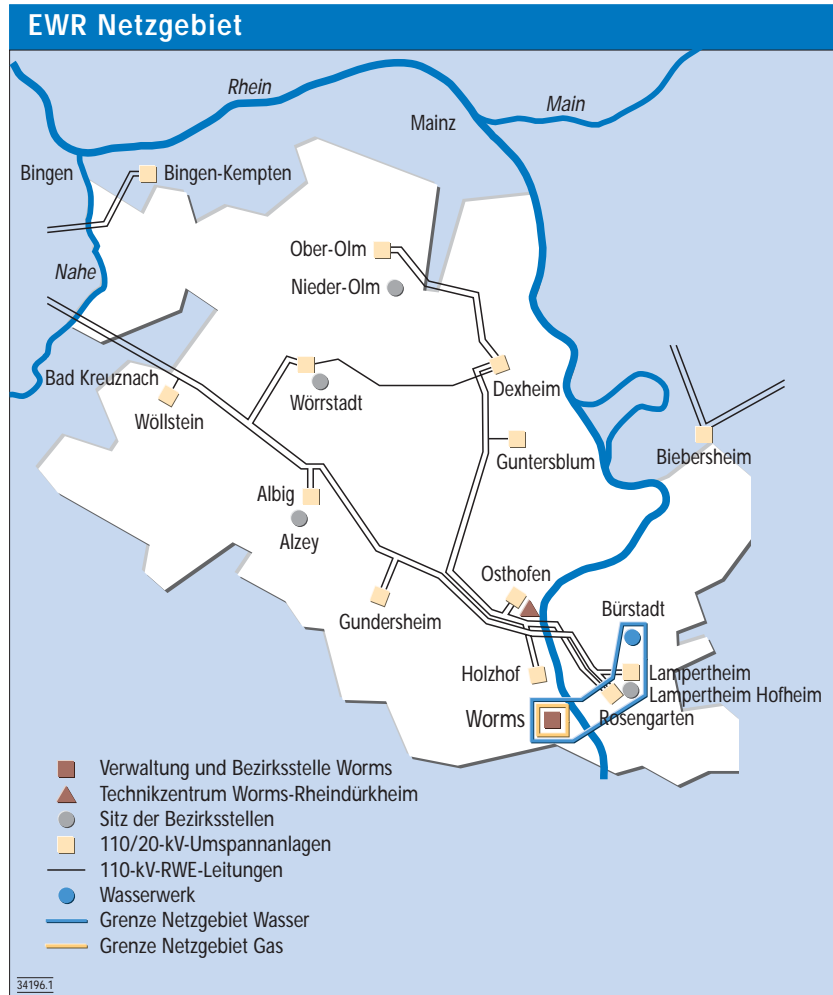 EWR Netzgebiet
Rhein
Main
Mainz
Bingen
Bingen-Kempten
Ober-Olm
Nahe
Nieder-Olm
Bad Kreuznach
Dexheim
Wörrstadt
Wöllstein
Guntersblum
Biebersheim
Albig
Alzey
Osthofen
Bürstadt
Gundersheim
Holzhof
Lampertheim
Lampertheim Hofheim
Worms
Rosengarten
Verwaltung und Bezirksstelle Worms
Technikzentrum Worms-Rheindürkheim
Sitz der Bezirksstellen
110/20-kV-Umspannanlagen
110-kV-RWE-Leitungen
Wasserwerk
Grenze Netzgebiet Wasser
Grenze Netzgebiet Gas
34196.1